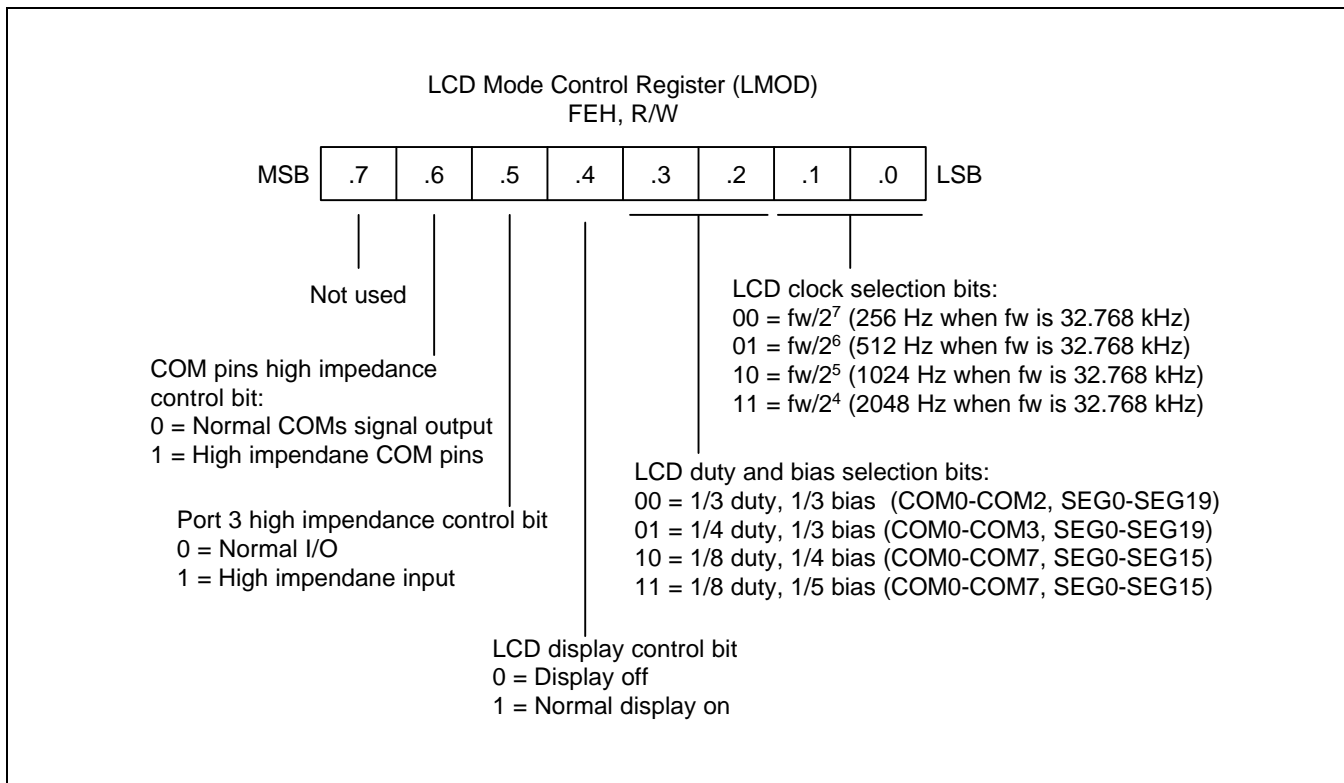 LCD Mode Control Register (LMOD)
FEH, R/W
MSB .7 .6 .5 .4 .3 .2 .1 .0 LSB
Not used
COM pins high impedance
control bit:
0 = Normal COMs signal output
1 = High impendane COM pins
Port 3 high impendance control bit
0 = Normal I/O
1 = High impendane input
LCD display control bit
0 = Display off
1 = Normal display on
LCD duty and bias selection bits:
00 = 1/3 duty, 1/3 bias (COM0-COM2, SEG0-SEG19)
01 = 1/4 duty, 1/3 bias (COM0-COM3, SEG0-SEG19)
10 = 1/8 duty, 1/4 bias (COM0-COM7, SEG0-SEG15)
11 = 1/8 duty, 1/5 bias (COM0-COM7, SEG0-SEG15)
LCD clock selection bits:
00 = fw/2⁷ (256 Hz when fw is 32.768 kHz)
01 = fw/2⁶ (512 Hz when fw is 32.768 kHz)
10 = fw/2⁵ (1024 Hz when fw is 32.768 kHz)
11 = fw/2⁴ (2048 Hz when fw is 32.768 kHz)